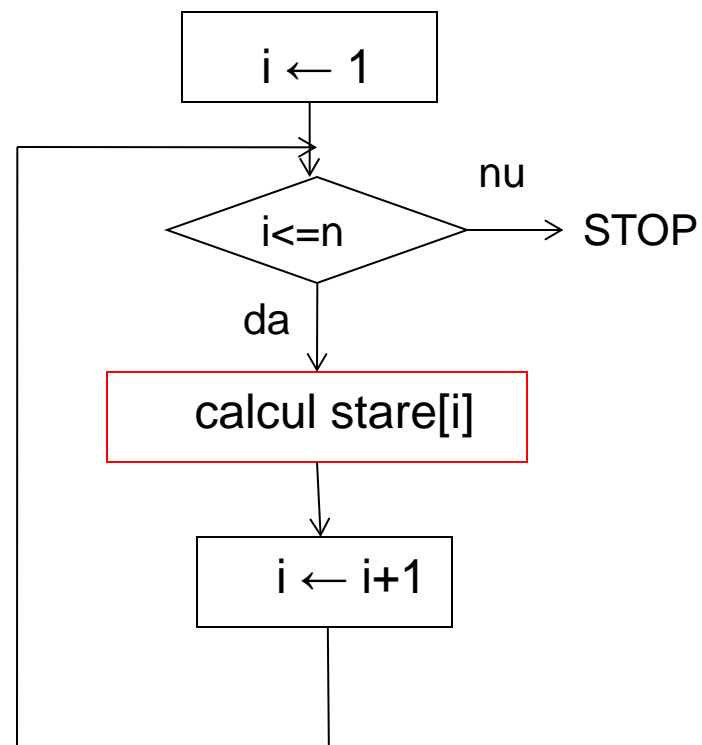 i ← 1
nu
i<=n
STOP
da
calcul stare[i]
i ← i+1